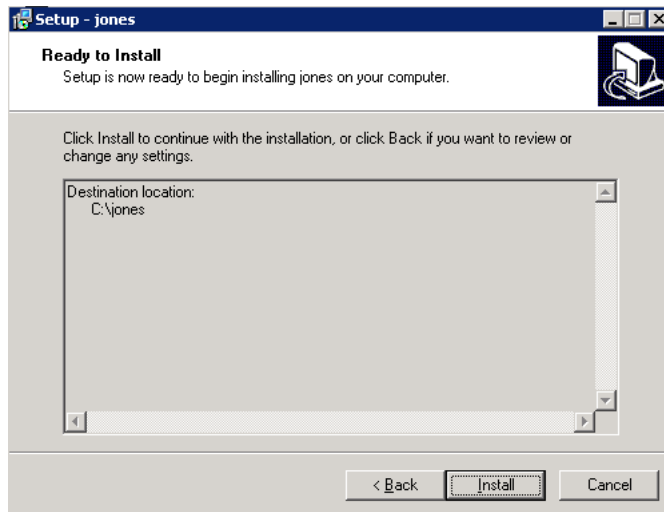 Setup - jones
Ready to Install
Setup is now ready to begin installing jones on your computer.
Click Install to continue with the installation, or click Back if you want to review or
change any settings.
Destination location:
C:\jones
< Back
Install
Cancel